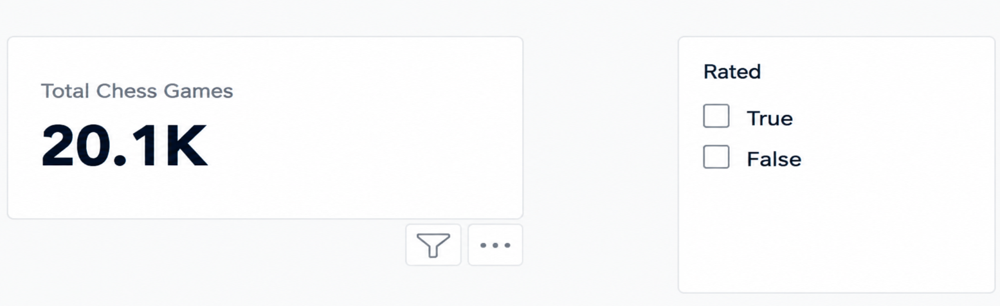 Total Chess Games
20.1K
Rated
True
False